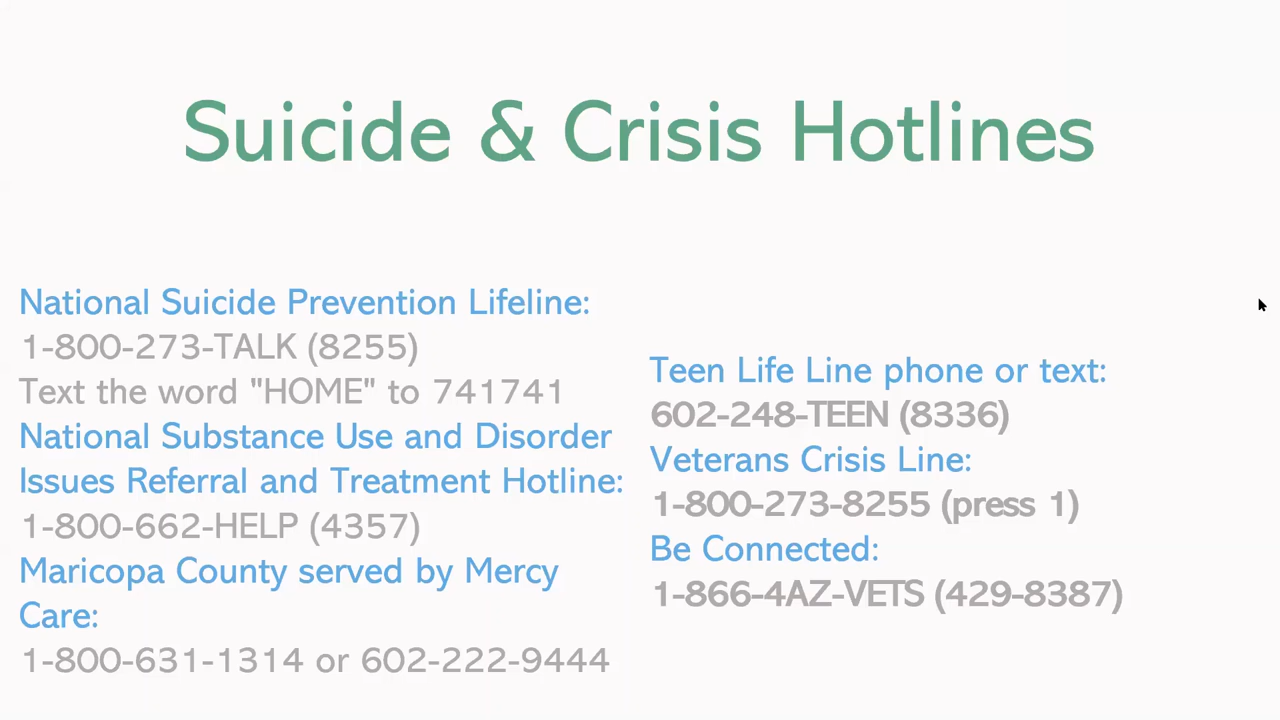 Suicide & Crisis Hotlines
National Suicide Prevention Lifeline:
1-800-273-TALK (8255)
Text the word "HOME" to 741741
National Substance Use and Disorder
Issues Referral and Treatment Hotline:
1-800-662-HELP (4357)
Maricopa County served by Mercy
Care:
1-800-631-1314 or 602-222-9444
Teen Life Line phone or text:
602-248-TEEN (8336)
Veterans Crisis Line:
1-800-273-8255 (press 1)
Be Connected:
1-866-4AZ-VETS (429-8387)